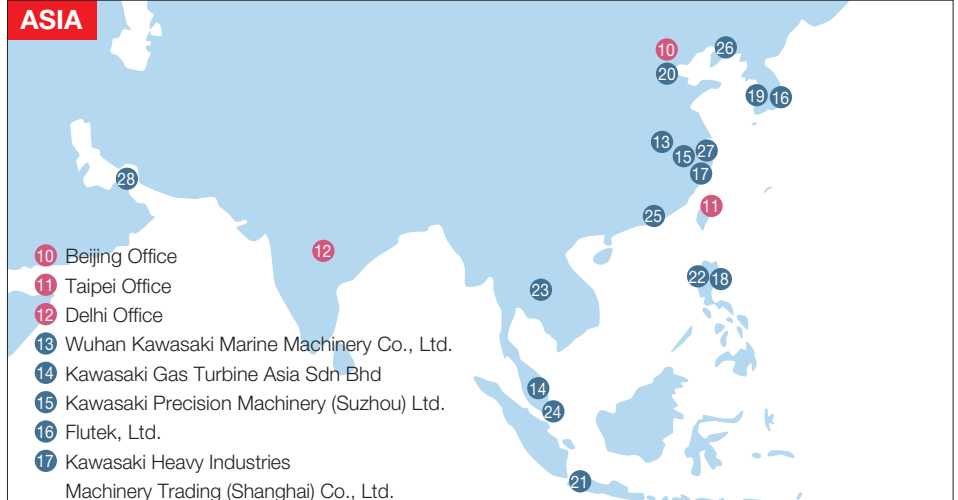 ASIA
10
26
20
19
16
13
27
15
17
28
11
25
12
10 Beijing Office
22
18
11 Taipei Office
23
12 Delhi Office
13 Wuhan Kawasaki Marine Machinery Co., Ltd.
14 Kawasaki Gas Turbine Asia Sdn Bhd
14
15 Kawasaki Precision Machinery (Suzhou) Ltd.
24
16 Flutek, Ltd.
17 Kawasaki Heavy Industries
21
Machinery Trading (Shanghai) Co., Ltd.